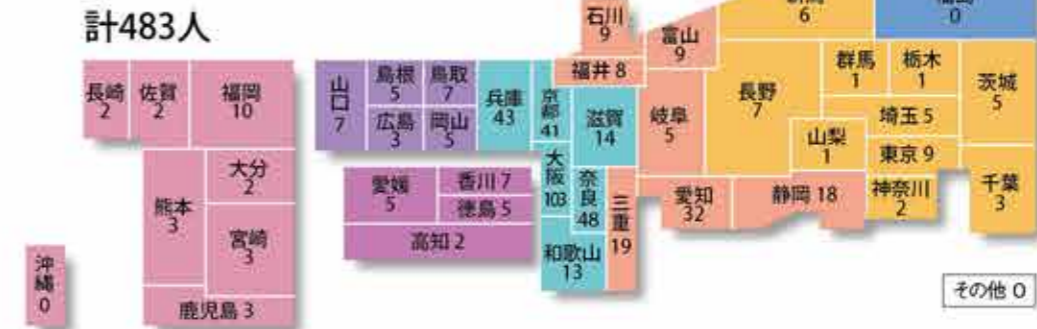 計483人
石川
9
富山
9
6
0
長崎
2
佐賀
2
福岡
10
山口
7
島根
5
鳥取
7
広島
3
岡山
5
兵庫
43
京都
41
福井 8
滋賀
14
岐阜
5
長野
7
群馬
1
栃木
1
茨城
5
埼玉 5
山梨
1
東京 9
神奈川
2
千葉
3
大分
2
熊本
3
宮崎
3
鹿児島 3
沖縄
0
愛媛
5
香川 7
徳島 5
高知 2
大阪
103
奈良
48
三重
19
和歌山
13
愛知
32
静岡 18
その他 0